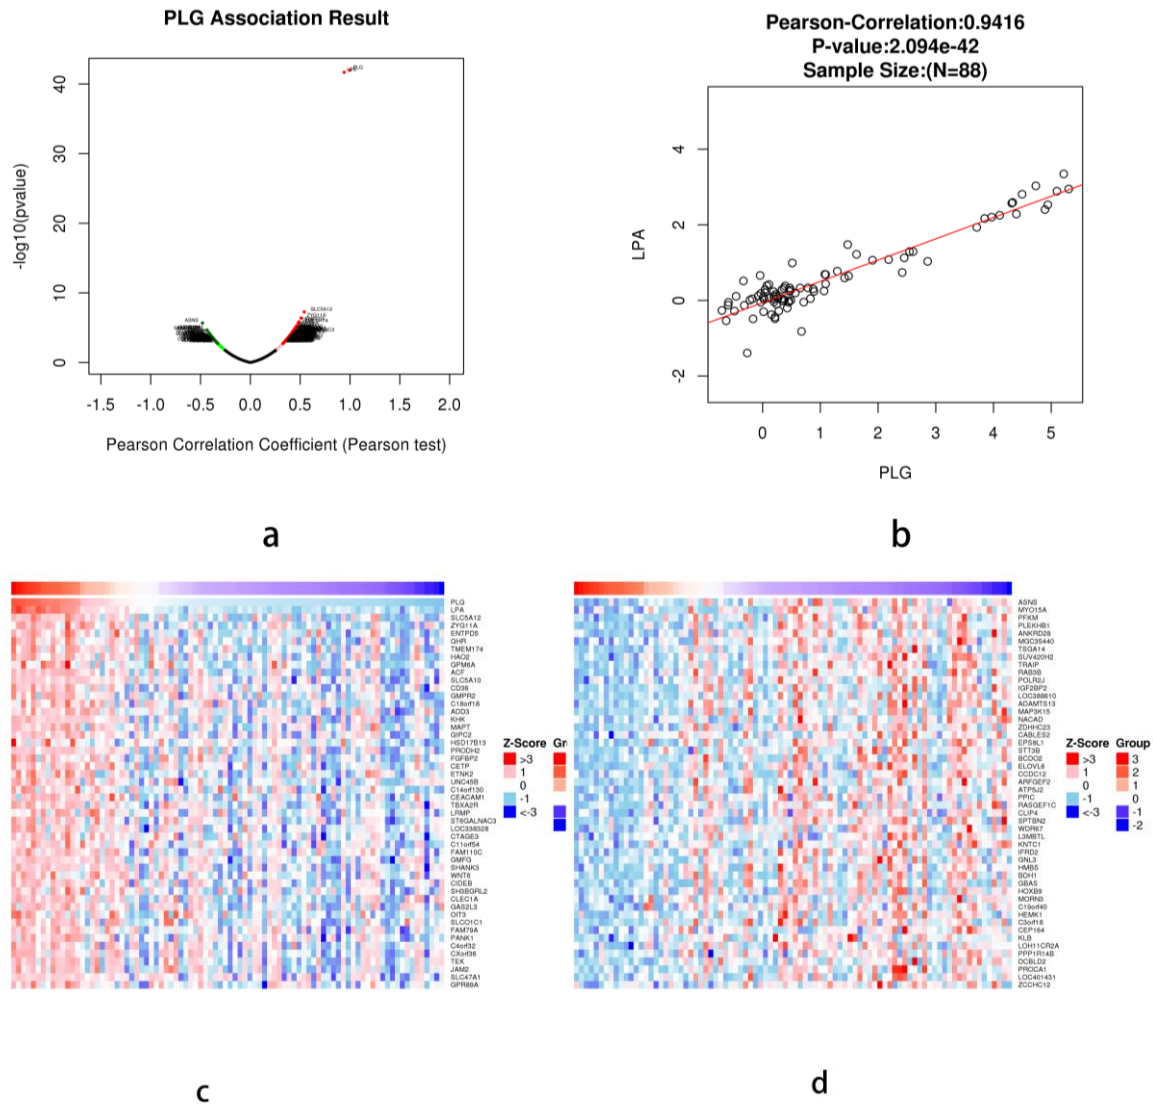 PLG Association Result
-log10(pvalue)
40
30
20
10
0
PLG
SLC5A12
ZYG11A
ASNS
-1.5 -1.0 -0.5 0.0 0.5 1.0 1.5 2.0
Pearson Correlation Coefficient (Pearson test)
a
Pearson-Correlation:0.9416
P-value:2.094e-42
Sample Size:(N=88)
LPA
4
2
0
-2
0 1 2 3 4 5
PLG
b
PLG
LPA
SLC5A12
ZYG11A
ENTPD5
GHR
TMEM174
HAO2
GPM6A
ACF
SLC5A10
CD36
GMPR2
C18orf18
ADD3
KHK
MAPT
GIPC2
HSD17B13
PRODH2
FGFBP2
CETP
ETNK2
UNC45B
C14orf130
CEACAM1
TBXA2R
LRMP
ST6GALNAC3
LOC338328
CTAGE3
C11orf54
FAM110C
GMFG
SHANK3
WNT6
CIDEB
SH3BGRL2
CLEC1A
GAS2L3
OIT3
SLCO1C1
FAM79A
PANK1
C4orf32
CXorf36
TEK
JAM2
SLC47A1
GPR89A
Z-Score Gr
>3
1
0
-1
<-3
c
ASNS
MYO15A
PFKM
PLEKHB1
ANKRD28
MGC35440
TSGA14
SUV420H2
TRAIP
RAB3B
POLR2J
IGF2BP2
LOC388610
ADAMTS13
MAP3K15
NACAD
ZDHHC23
CABLES2
EPS8L1
STT3B
BCDO2
ELOVL6
CCDC12
ARFGEF2
ATP5J2
PPIC
RASGEF1C
CLIP4
SPTBN2
WDR67
L3MBTL
KNTC1
IFRD2
GNL3
HMBS
BDH1
GBAS
HOXB9
MORN3
C19orf40
HEMK1
C3orf18
CEP164
KLB
LOH11CR2A
PPP1R14B
DCBLD2
PROCA1
LOC401431
ZCCHC12
Z-Score Group
>3 3
1 2
0 1
-1 0
<-3 -1
-2
d